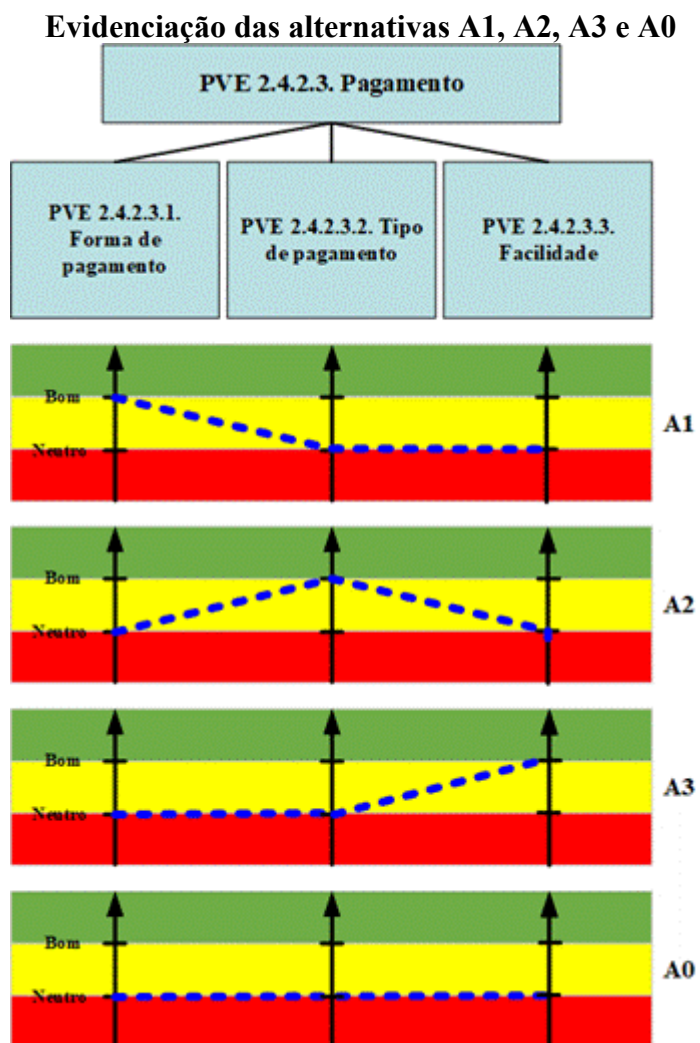 Evidenciação das alternativas A1, A2, A3 e A0
PVE 2.4.2.3. Pagamento
PVE 2.4.2.3.1.
Forma de
pagamento
PVE 2.4.2.3.2. Tipo
de pagamento
PVE 2.4.2.3.3.
Facilidade
Bom
Neutro
A1
Bom
Neutro
A2
Bom
Neutro
A3
Bom
Neutro
A0